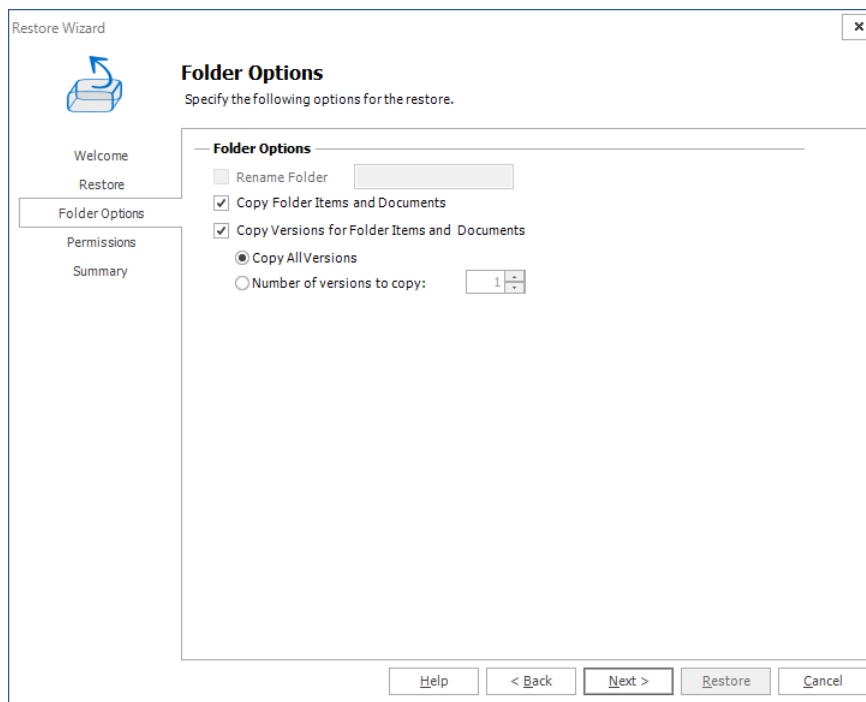 Restore Wizard
Folder Options
Specify the following options for the restore.
Welcome
Restore
Folder Options
Permissions
Summary
Folder Options
Rename Folder
Copy Folder Items and Documents
Copy Versions for Folder Items and Documents
Copy All Versions
Number of versions to copy: 1
Help < Back Next > Restore Cancel